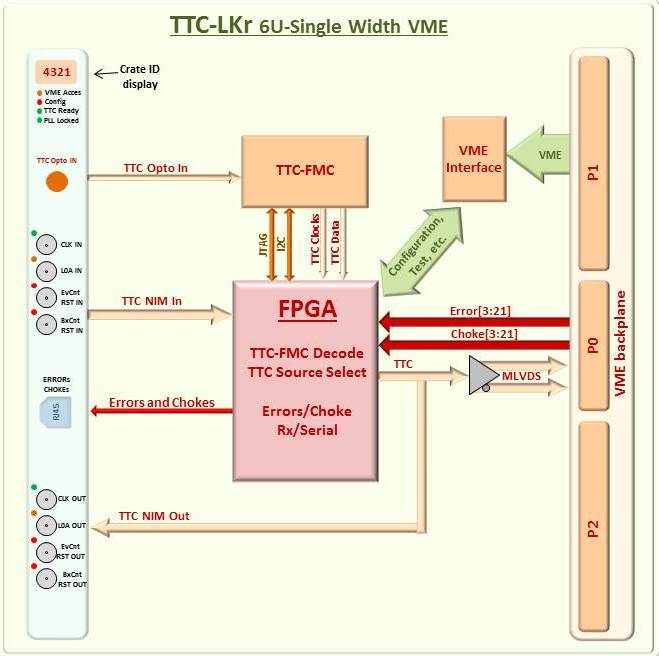 TTC-LKr 6U-Single Width VME
4321
Crate ID
display
VME Acces
Config
TTC Ready
PLL Locked
TTC Opto IN
TTC Opto In
TTC-FMC
VME
Interface
VME
P1
JTAG
I2C
TTC Clocks
TTC Data
Configuration,
Test, etc.
CLK IN
L0A IN
EvCnt
RST IN
BxCnt
RST IN
TTC NIM In
FPGA
TTC-FMC Decode
TTC Source Select
Errors/Choke
Rx/Serial
Error[3:21]
Choke[3:21]
TTC
MLVDS
P0
VME backplane
ERRORs
CHOKEs
RJ45
Errors and Chokes
CLK OUT
L0A OUT
EvCnt
RST OUT
BxCnt
RST OUT
TTC NIM Out
P2